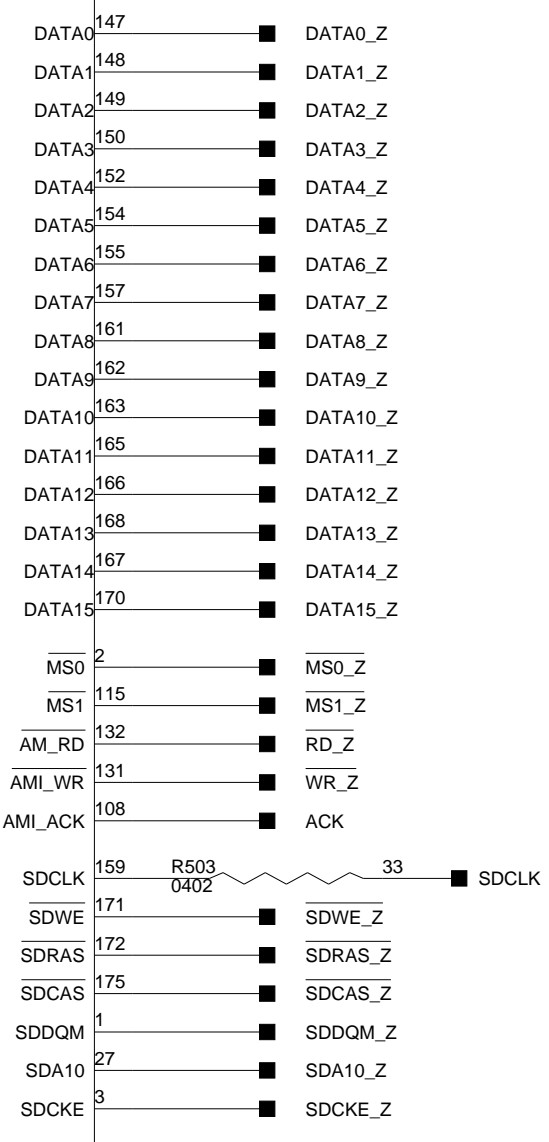 DATA0 147 DATA0_Z
DATA1 148 DATA1_Z
DATA2 149 DATA2_Z
DATA3 150 DATA3_Z
DATA4 152 DATA4_Z
DATA5 154 DATA5_Z
DATA6 155 DATA6_Z
DATA7 157 DATA7_Z
DATA8 161 DATA8_Z
DATA9 162 DATA9_Z
DATA10 163 DATA10_Z
DATA11 165 DATA11_Z
DATA12 166 DATA12_Z
DATA13 168 DATA13_Z
DATA14 167 DATA14_Z
DATA15 170 DATA15_Z
MS0 2 MS0_Z
MS1 115 MS1_Z
AM_RD 132 RD_Z
AMI_WR 131 WR_Z
AMI_ACK 108 ACK
SDCLK 159 R503 33 SDCLK
0402
SDWE 171 SDWE_Z
SDRAS 172 SDRAS_Z
SDCAS 175 SDCAS_Z
SDDQM 1 SDDQM_Z
SDA10 27 SDA10_Z
SDCKE 3 SDCKE_Z